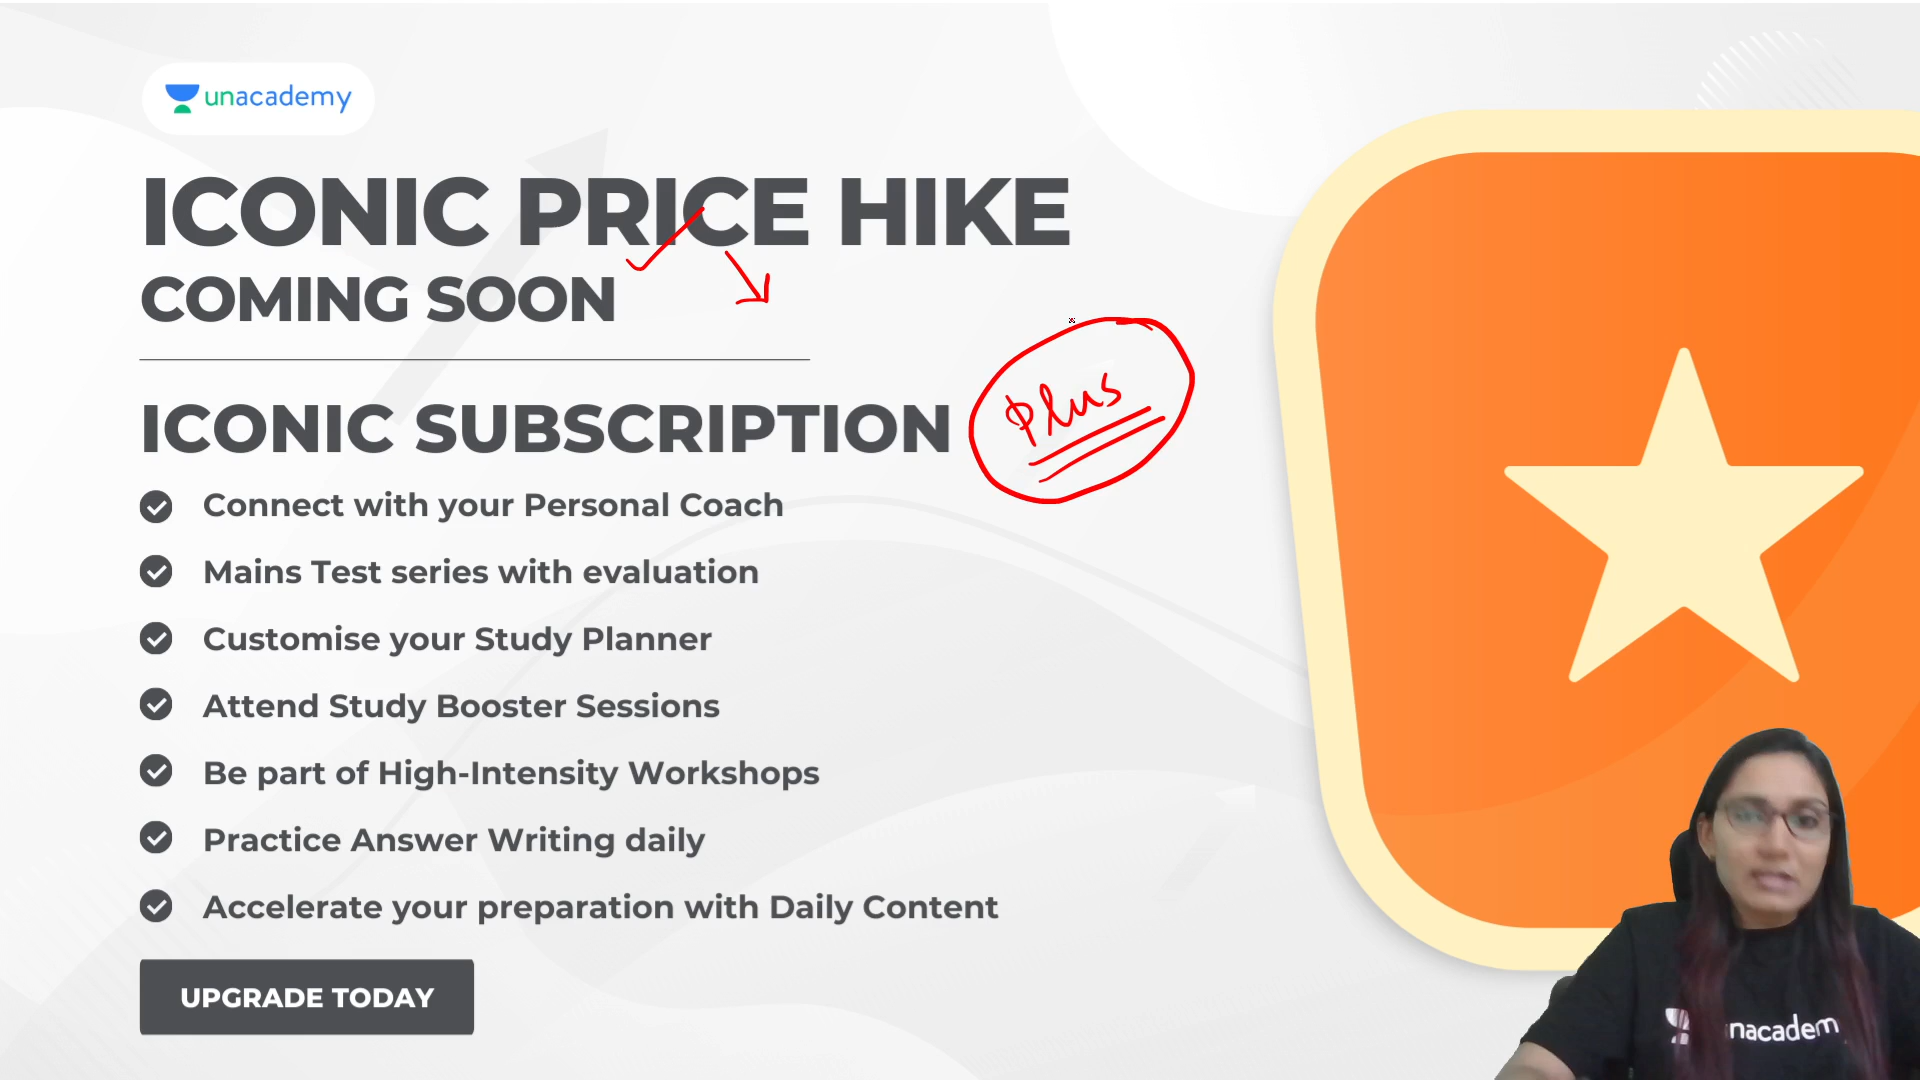 unacademy
ICONIC PRICE HIKE
COMING SOON
ICONIC SUBSCRIPTION
Plus
Connect with your Personal Coach
Mains Test series with evaluation
Customise your Study Planner
Attend Study Booster Sessions
Be part of High-Intensity Workshops
Practice Answer Writing daily
Accelerate your preparation with Daily Content
UPGRADE TODAY
nacadem